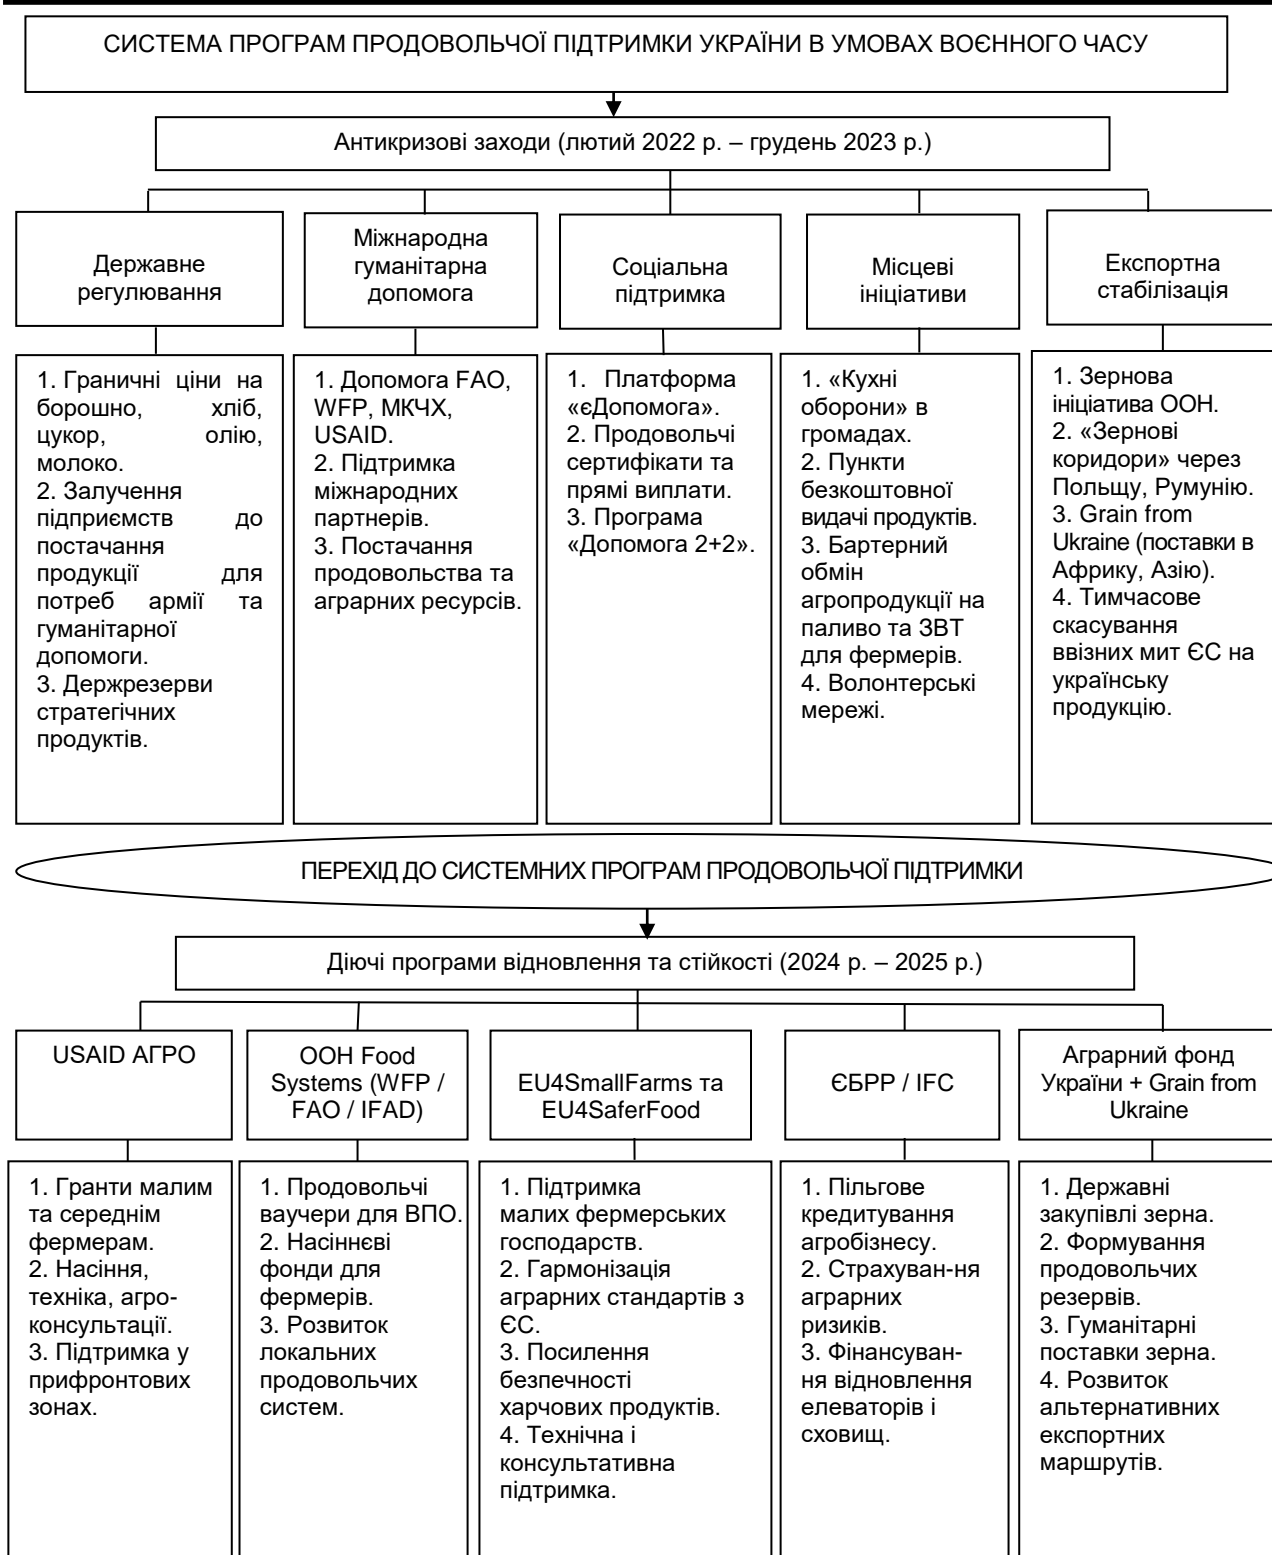 СИСТЕМА ПРОГРАМ ПРОДОВОЛЬЧОЇ ПІДТРИМКИ УКРАЇНИ В УМОВАХ ВОЄННОГО ЧАСУ
Антикризові заходи (лютий 2022 р. – грудень 2023 р.)
Державне
регулювання
Міжнародна
гуманітарна
допомога
Соціальна
підтримка
Місцеві
ініціативи
Експортна
стабілізація
1. Граничні ціни на
борошно, хліб,
цукор, олію,
молоко.
2. Залучення
підприємств до
постачання
продукції для
потреб армії та
гуманітарної
допомоги.
3. Держрезерви
стратегічних
продуктів.
1. Допомога FAO,
WFP, МКЧХ,
USAID.
2. Підтримка
міжнародних
партнерів.
3. Постачання
продовольства та
аграрних ресурсів.
1. Платформа
«єДопомога».
2. Продовольчі
сертифікати та
прямі виплати.
3. Програма
«Допомога 2+2».
1. «Кухні
оборони» в
громадах.
2. Пункти
безкоштовної
видачі продуктів.
3. Бартерний
обмін
агропродукції на
паливо та ЗВТ
для фермерів.
4. Волонтерські
мережі.
1. Зернова
ініціатива ООН.
2. «Зернові
коридори» через
Польщу, Румунію.
3. Grain from
Ukraine (поставки в
Африку, Азію).
4. Тимчасове
скасування
ввізних мит ЄС на
українську
продукцію.
ПЕРЕХІД ДО СИСТЕМНИХ ПРОГРАМ ПРОДОВОЛЬЧОЇ ПІДТРИМКИ
Діючі програми відновлення та стійкості (2024 р. – 2025 р.)
USAID АГРО
ООН Food
Systems (WFP /
FAO / IFAD)
EU4SmallFarms та
EU4SaferFood
ЄБРР / IFC
Аграрний фонд
України + Grain from
Ukraine
1. Гранти малим
та середнім
фермерам.
2. Насіння,
техніка, агро-
консультації.
3. Підтримка у
прифронтових
зонах.
1. Продовольчі
ваучери для ВПО.
2. Насіннєві
фонди для
фермерів.
3. Розвиток
локальних
продовольчих
систем.
1. Підтримка
малих фермерських
господарств.
2. Гармонізація
аграрних стандартів з
ЄС.
3. Посилення
безпечності
харчових продуктів.
4. Технічна і
консультативна
підтримка.
1. Пільгове
кредитування
агробізнесу.
2. Страхуван-ня
аграрних
ризиків.
3. Фінансуван-
ня відновлення
елеваторів і
сховищ.
1. Державні
закупівлі зерна.
2. Формування
продовольчих
резервів.
3. Гуманітарні
поставки зерна.
4. Розвиток
альтернативних
експортних
маршрутів.